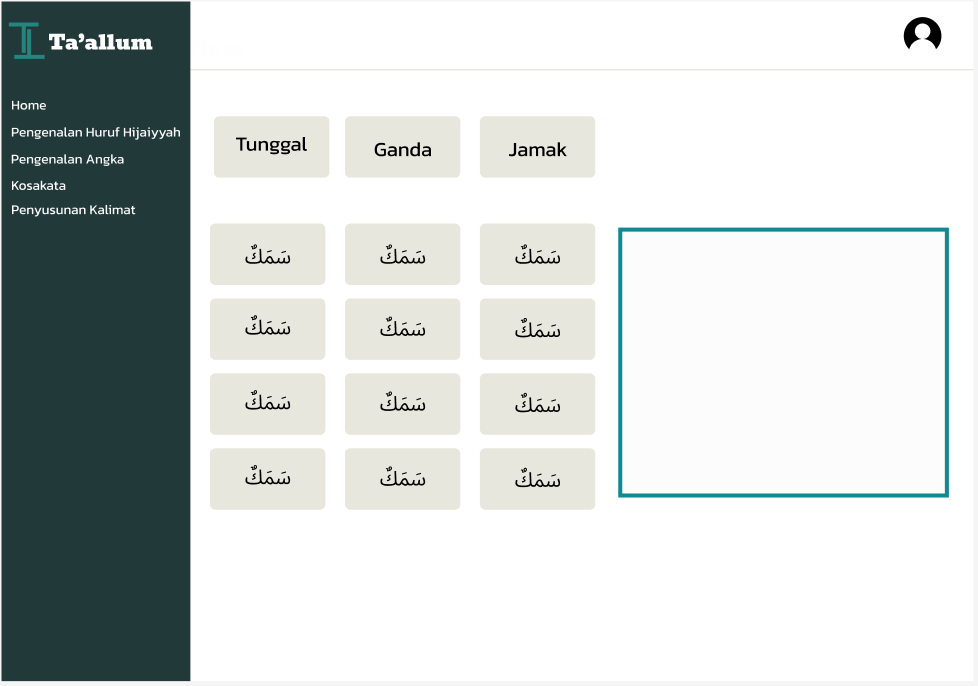 Ta'allum
Home
Pengenalan Huruf Hijaiyyah
Pengenalan Angka
Kosakata
Penyusunan Kalimat
Tunggal Ganda Jamak
سَمَكٌ سَمَكٌ سَمَكٌ
سَمَكٌ سَمَكٌ سَمَكٌ
سَمَكٌ سَمَكٌ سَمَكٌ
سَمَكٌ سَمَكٌ سَمَكٌ